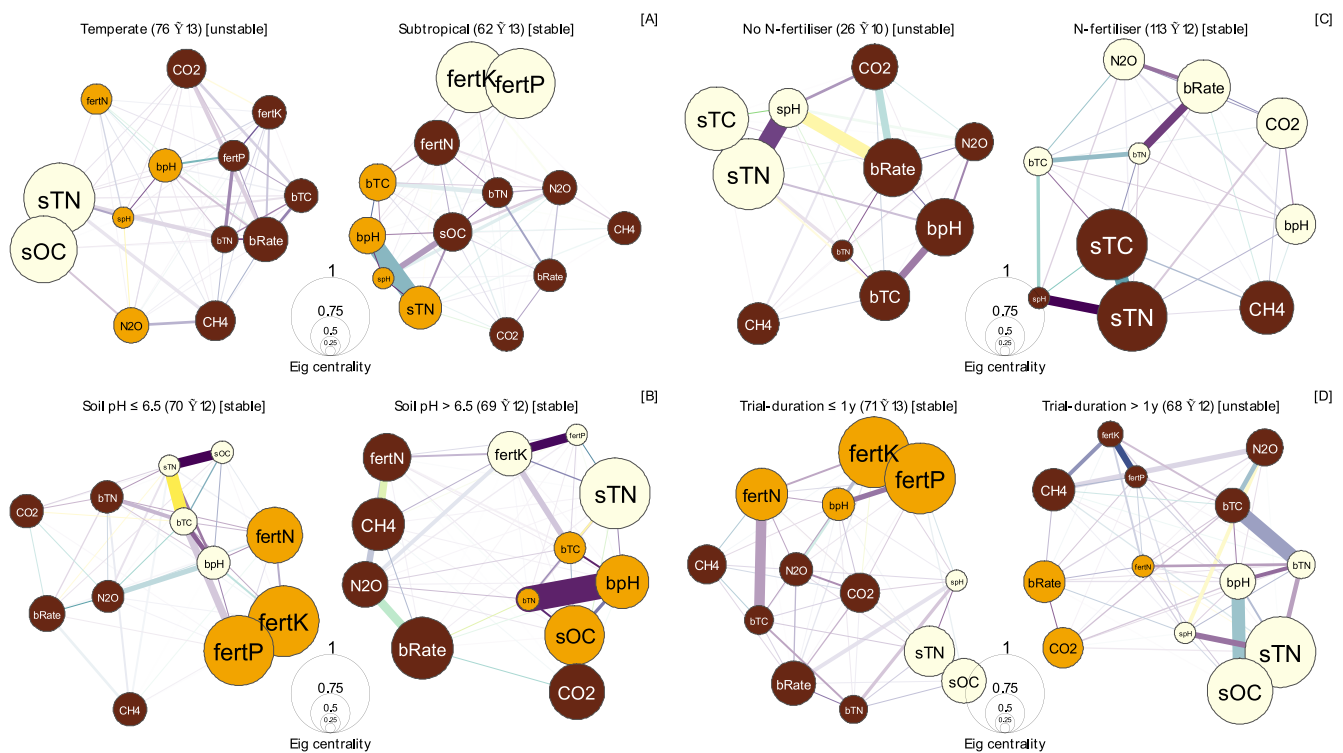 [A]
Temperate (76 Ÿ 13) [unstable]
CO2
fertN
fertK
fertP
bpH
sTN
bTC
spH
bTN
bRate
sOC
N2O
CH4
Subtropical (62 Ÿ 13) [stable]
fertK
fertP
fertN
bTC
bTN
N2O
bpH
sOC
CH4
spH
bRate
sTN
CO2
1
0.75
0.5
0.25
Eig centrality
[C]
No N-fertiliser (26 Ÿ 10) [unstable]
CO2
spH
sTC
N2O
sTN
bRate
bpH
bTN
bTC
CH4
N-fertiliser (113 Ÿ 12) [stable]
N2O
bRate
CO2
bTC
bTN
bpH
sTC
spH
sTN
CH4
1
0.75
0.5
0.25
Eig centrality
[B]
Soil pH ≤ 6.5 (70 Ÿ 12) [stable]
sOC
sTN
bTN
CO2
bTC
fertN
bpH
N2O
bRate
fertK
fertP
CH4
Soil pH > 6.5 (69 Ÿ 12) [stable]
fertP
fertK
fertN
sTN
CH4
bTC
N2O
bpH
bTN
sOC
bRate
CO2
1
0.75
0.5
0.25
Eig centrality
[D]
Trial-duration ≤ 1y (71 Ÿ 13) [stable]
fertK
fertP
fertN
bpH
CH4
N2O
spH
CO2
bTC
sTN
sOC
bRate
bTN
Trial-duration > 1y (68 Ÿ 12) [unstable]
fertK
N2O
fertP
CH4
bTC
fertN
bTN
bRate
bpH
spH
CO2
sTN
sOC
1
0.75
0.5
0.25
Eig centrality